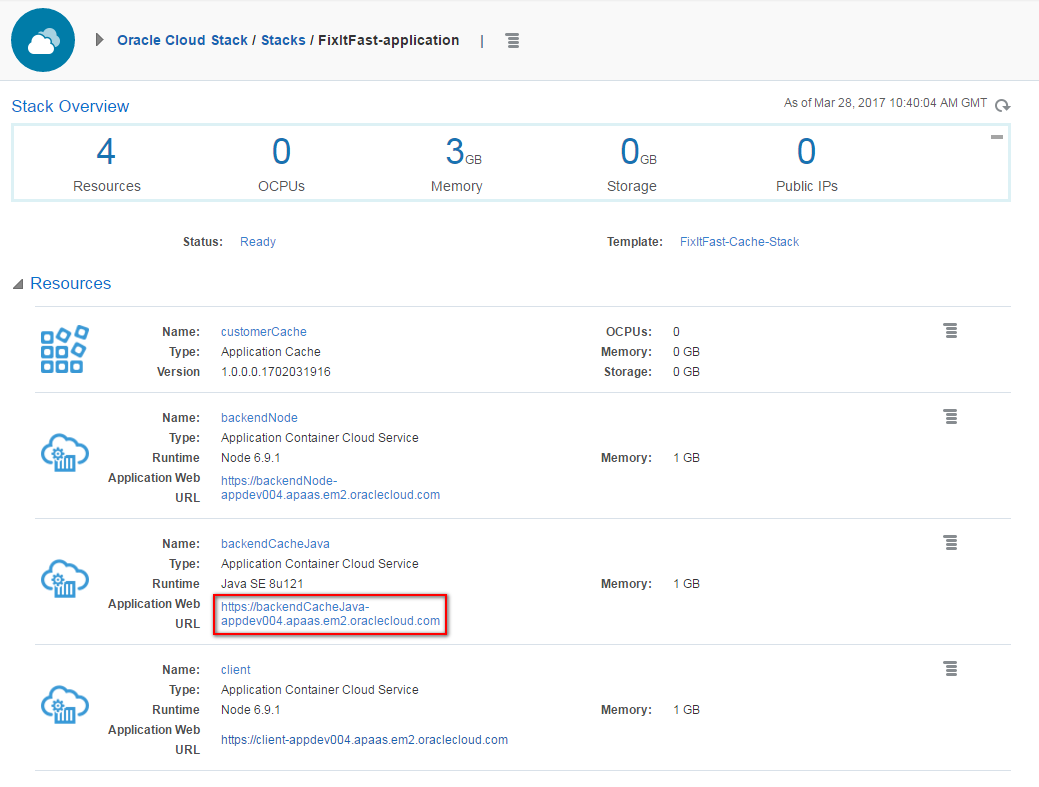 Oracle Cloud Stack / Stacks / FixItFast-application |
Stack Overview
As of Mar 28, 2017 10:40:04 AM GMT
4 0 3GB 0GB 0
Resources OCPUs Memory Storage Public IPs
Status: Ready Template: FixItFast-Cache-Stack
Resources
Name: customerCache OCPUs: 0
Type: Application Cache Memory: 0 GB
Version 1.0.0.0.1702031916 Storage: 0 GB
Name: backendNode
Type: Application Container Cloud Service
Runtime Node 6.9.1 Memory: 1 GB
Application Web URL
https://backendNode-
appdev004.apaas.em2.oraclecloud.com
Name: backendCacheJava
Type: Application Container Cloud Service
Runtime Java SE 8u121 Memory: 1 GB
Application Web URL
https://backendCacheJava-
appdev004.apaas.em2.oraclecloud.com
Name: client
Type: Application Container Cloud Service
Runtime Node 6.9.1 Memory: 1 GB
Application Web URL
https://client-appdev004.apaas.em2.oraclecloud.com